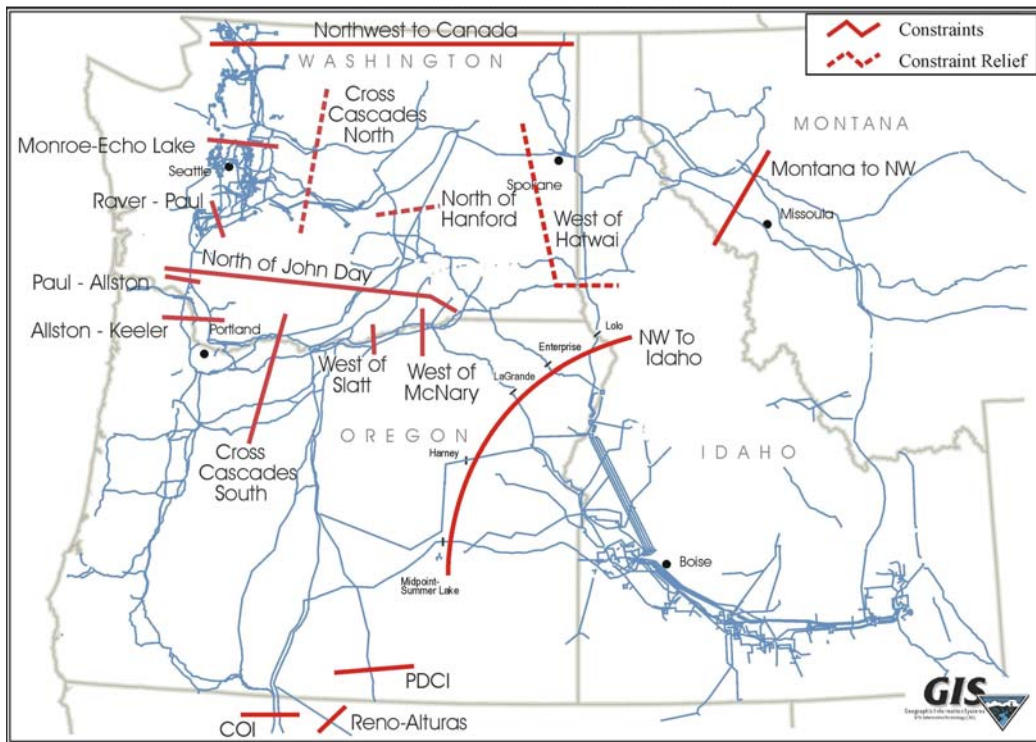 Northwest to Canada
WASHINGTON
Constraints
Constraint Relief
Cross
Cascades
North
MONTANA
Monroe-Echo Lake
Seattle
Spokane
Montana to NW
Raver - Paul
North of
Hanford
West of
Hatwai
Missoula
North of John Day
Paul - Allston
Allston - Keeler
Portland
Lolo
NW To
Idaho
Enterprise
West of
Slatt
West of
McNary
LaGrande
OREGON
IDAHO
Harney
Cross
Cascades
South
Boise
Midpoint-
Summer Lake
PDCI
COI
Reno-Alturas
GIS
Geographic Information Systems